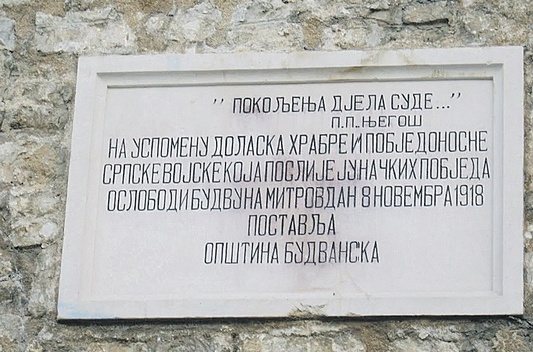 " ПОКОЉЕЊА ДЈЕЛА СУДЕ..."
П.П.ЊЕГОШ
НА УСПОМЕНУ ДОЛАСКА ХРАБРЕ И ПОБЈЕДОНОСНЕ
СРПСКЕ ВОЈСКЕ КОЈА ПОСЛИЈЕ ЈУНАЧКИХ ПОБЈЕДА
ОСЛОБОДИ БУДВУ НА МИТРОВДАН 8 НОВЕМБРА 1918
ПОСТАВЉА
ОПШТИНА БУДВАНСКА